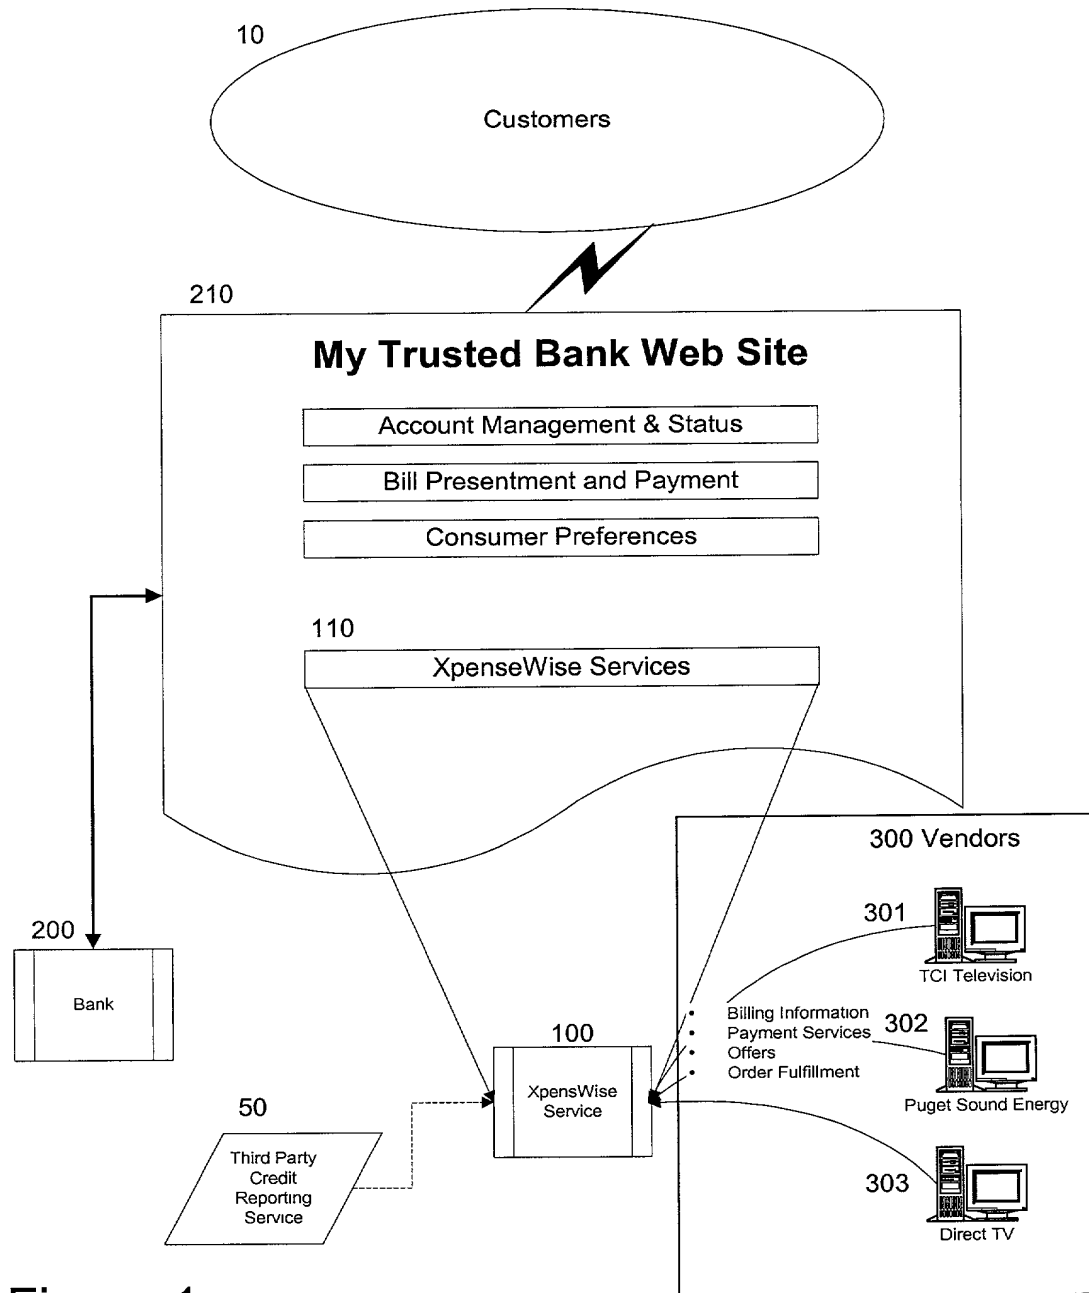 10
Customers
210
My Trusted Bank Web Site
Account Management & Status
Bill Presentment and Payment
Consumer Preferences
110
XpenseWise Services
300 Vendors
301
TCI Television
200
Bank
• Billing Information
• Payment Services
• Offers
• Order Fulfillment
302
Puget Sound Energy
100
XpensWise
Service
50
Third Party
Credit
Reporting
Service
303
Direct TV